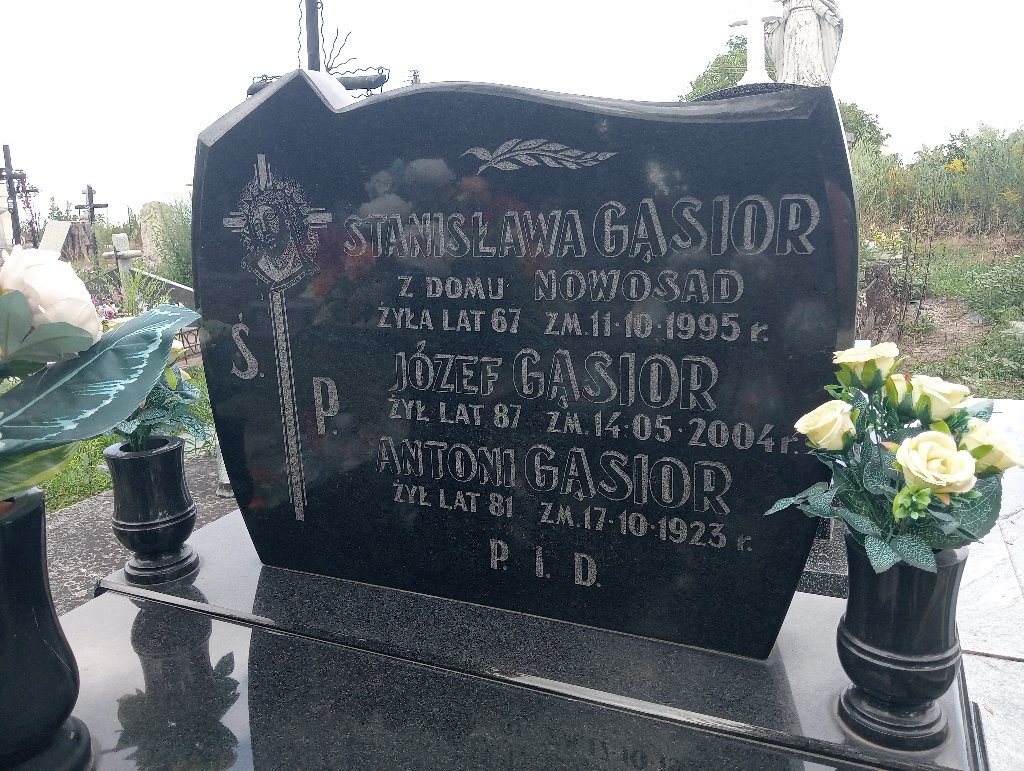 STANISŁAWA GĄSIOR
Z DOMU NOWOSAD
ŻYŁA LAT 67 ZM. 11·10·1995 r.
Ś. P.
JÓZEF GĄSIOR
ŻYŁ LAT 87 ZM. 14·05·2004 r.
ANTONI GĄSIOR
ŻYŁ LAT 81 ZM. 17·10·1923 r.
P. I. D.